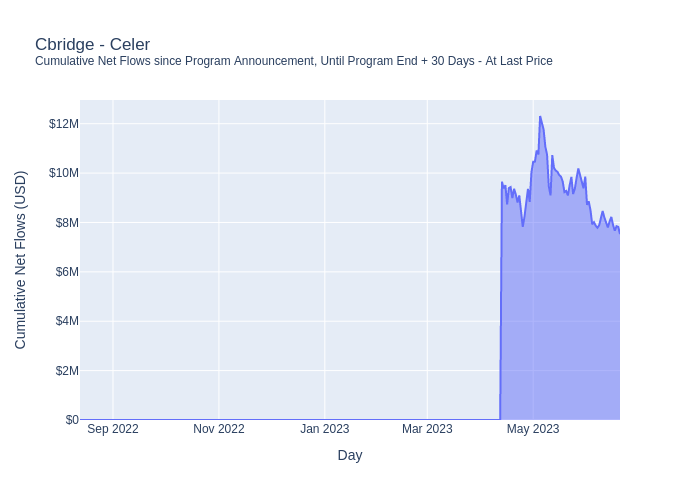 Cbridge - Celer
Cumulative Net Flows since Program Announcement, Until Program End + 30 Days - At Last Price
Cumulative Net Flows (USD)
$12M
$10M
$8M
$6M
$4M
$2M
$0
Sep 2022
Nov 2022
Jan 2023
Mar 2023
May 2023
Day